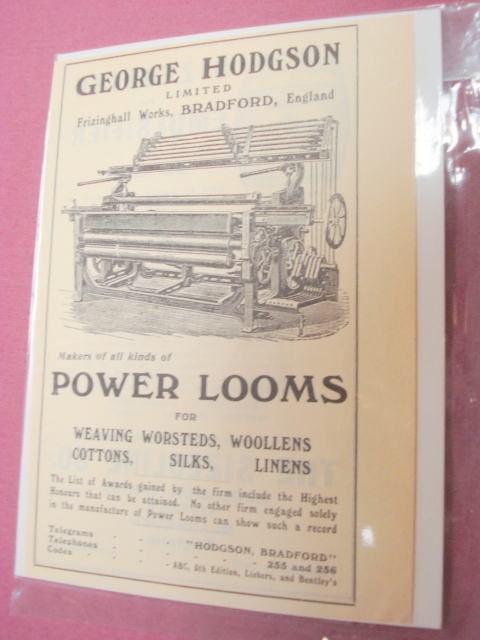 GEORGE HODGSON
LIMITED
Frizinghall Works, BRADFORD, England
Makers of all kinds of
POWER LOOMS
FOR
WEAVING WORSTEDS, WOOLLENS
COTTONS, SILKS, LINENS
The List of Awards gained by the firm include the Highest
Honours that can be attained. No other firm engaged solely
in the manufacture of Power Looms can show such a record
Telegrams - - - "HODGSON, BRADFORD"
Telephones - - - - - 255 and 256
Codes - - - ABC, 5th Edition, Liebers, and Bentley's